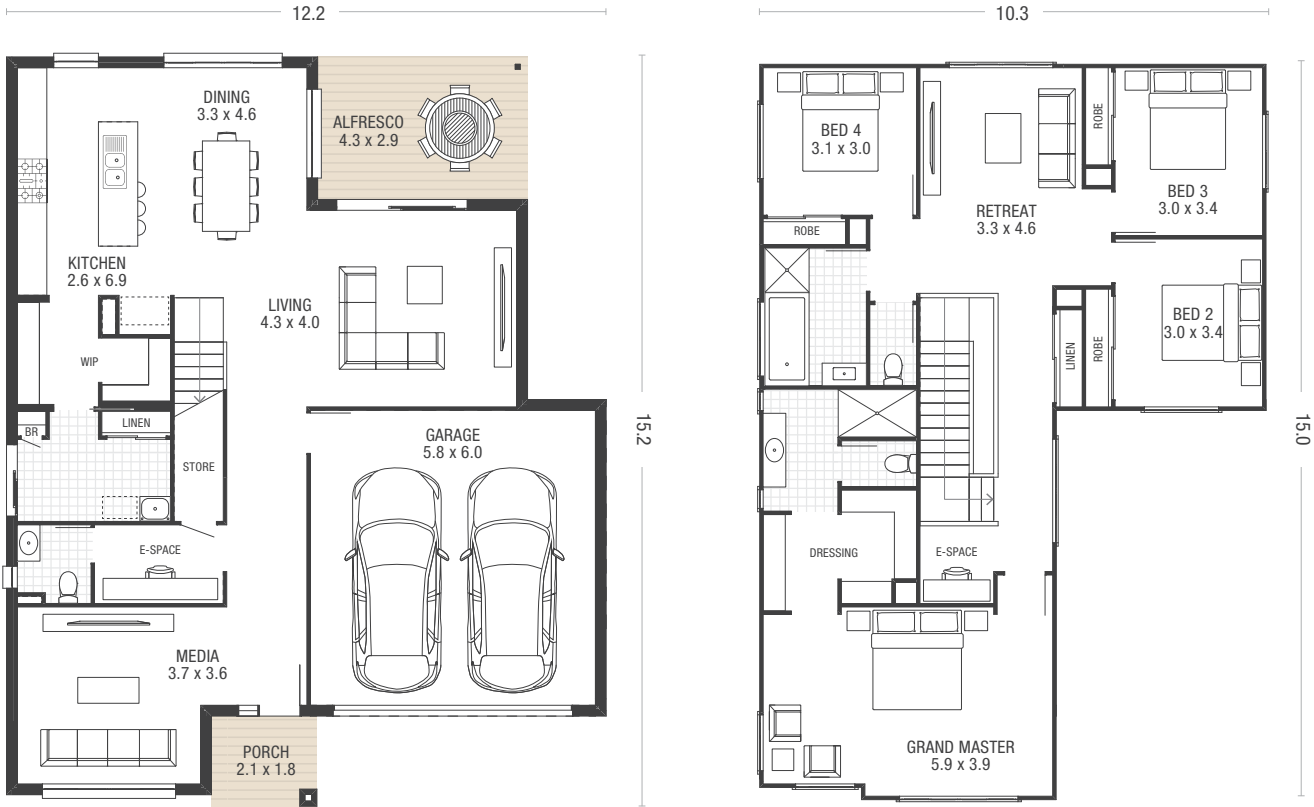 12.2
DINING
3.3 x 4.6
ALFRESCO
4.3 x 2.9
KITCHEN
2.6 x 6.9
LIVING
4.3 x 4.0
WIP
BR
LINEN
STORE
GARAGE
5.8 x 6.0
E-SPACE
MEDIA
3.7 x 3.6
PORCH
2.1 x 1.8
15.2
10.3
BED 4
3.1 x 3.0
ROBE
ROBE
BED 3
3.0 x 3.4
RETREAT
3.3 x 4.6
BED 2
3.0 x 3.4
LINEN
ROBE
DRESSING
E-SPACE
GRAND MASTER
5.9 x 3.9
15.0